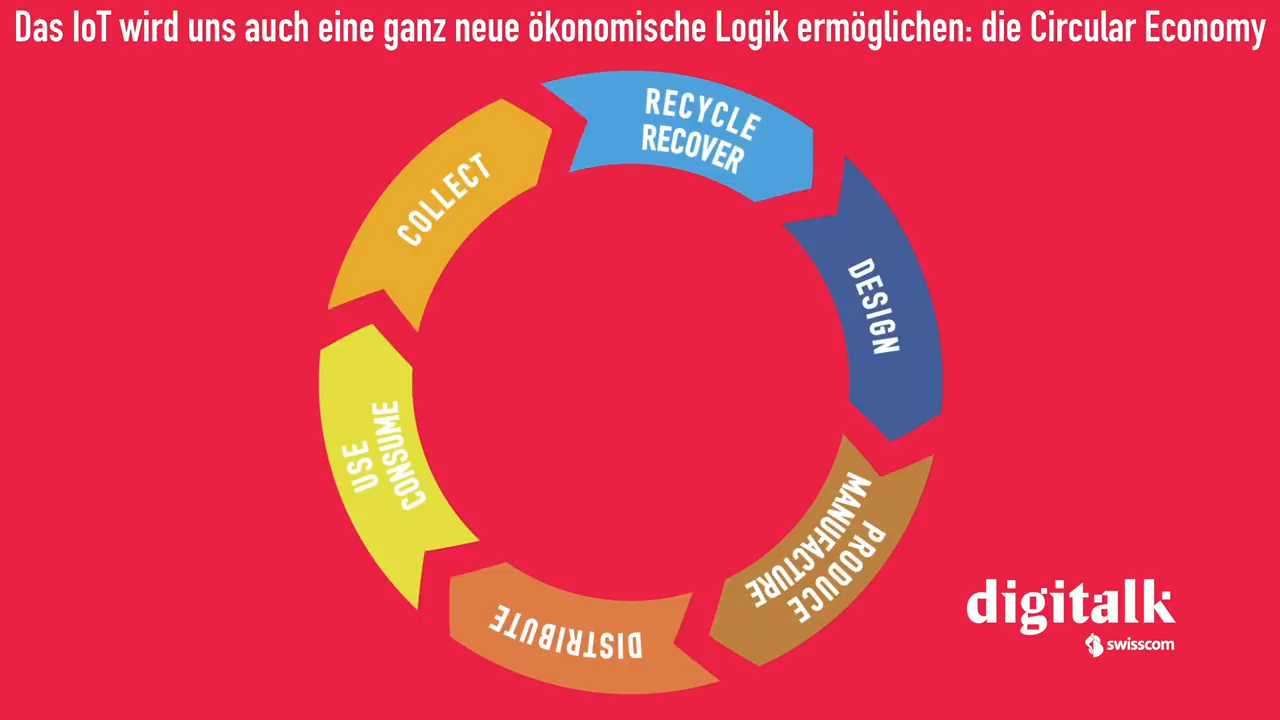 Das IoT wird uns auch eine ganz neue ökonomische Logik ermöglichen: die Circular Economy
RECYCLE
RECOVER
DESIGN
PRODUCE
MANUFACTURE
DISTRIBUTE
USE
CONSUME
COLLECT
digitalk
swisscom